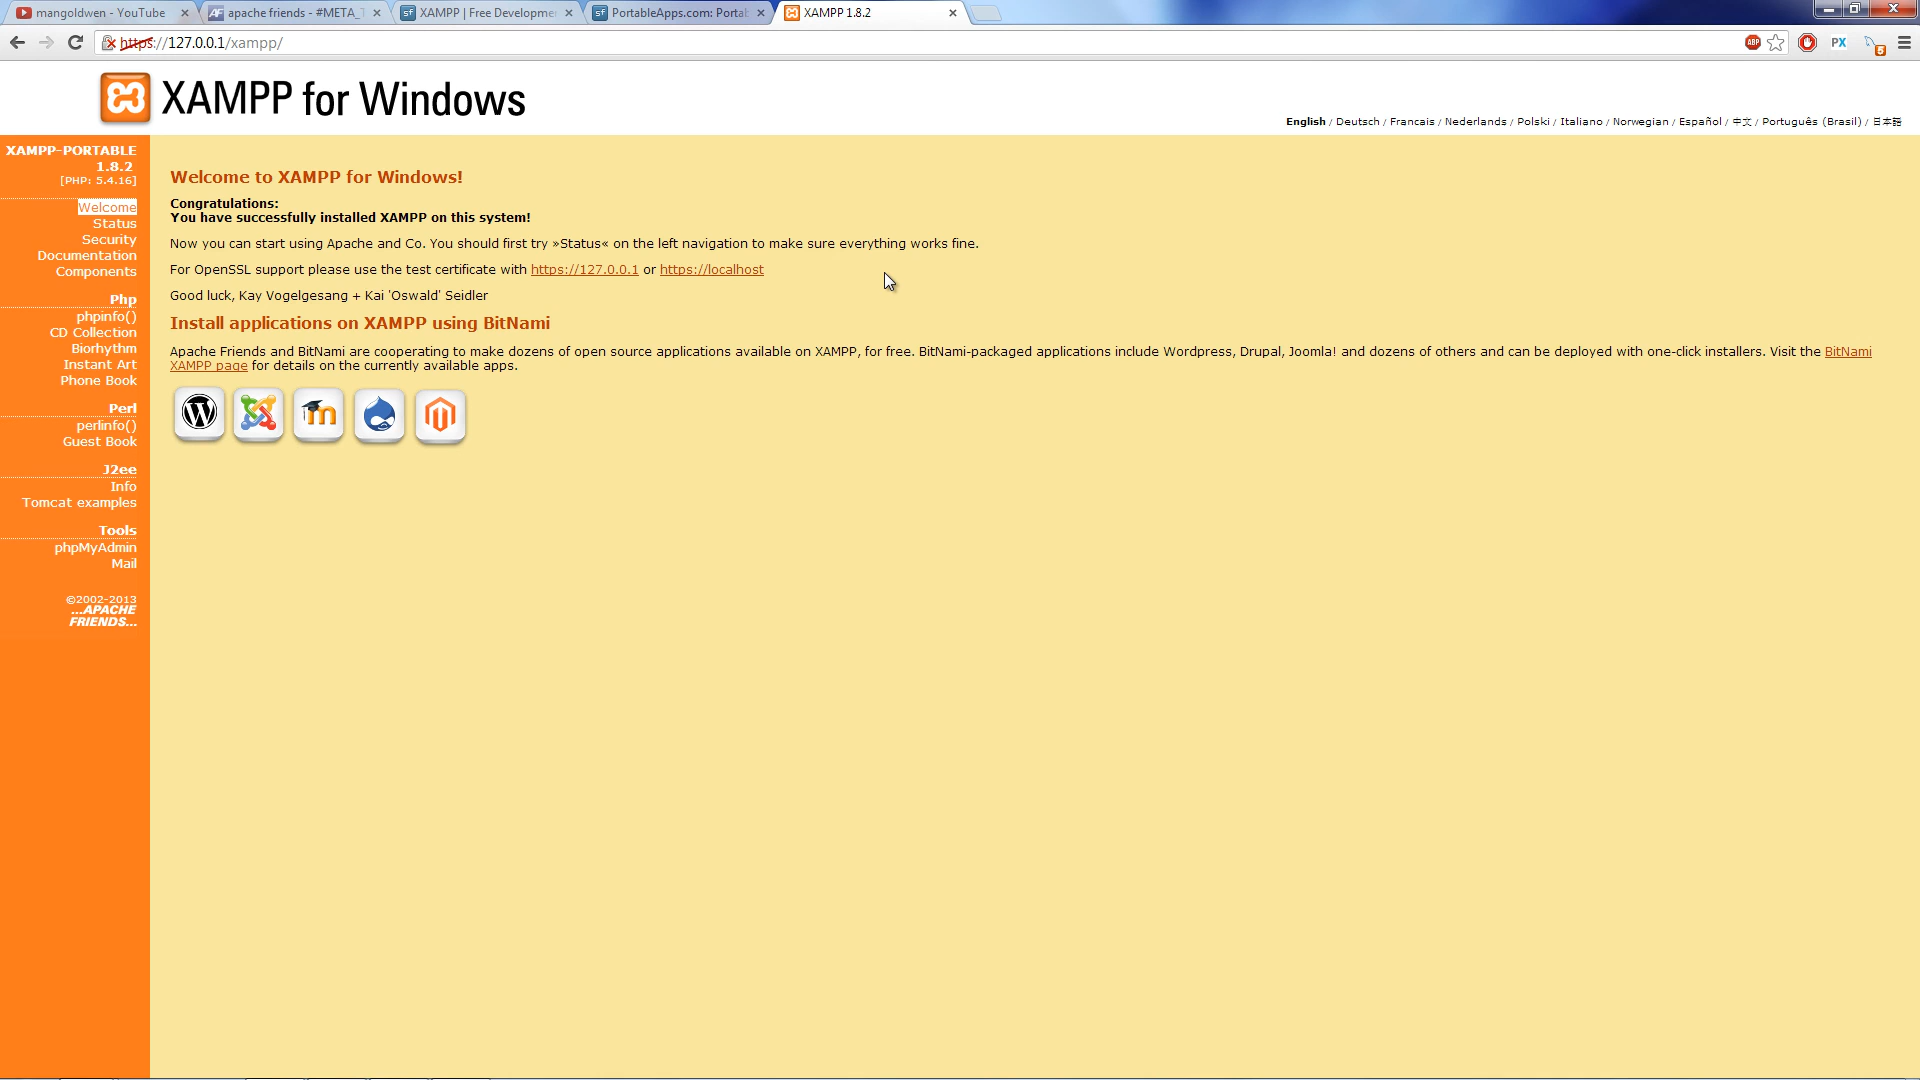 mangoldwen - YouTube
apache friends - #META_T
XAMPP | Free Developme
PortableApps.com: Portab
XAMPP 1.8.2
https://127.0.0.1/xampp/
ABP
PX
5
XAMPP for Windows
English / Deutsch / Francais / Nederlands / Polski / Italiano / Norwegian / Español / 中文 / Português (Brasil) / 日本語
XAMPP-PORTABLE
1.8.2
[PHP: 5.4.16]
Welcome
Status
Security
Documentation
Components
Php
phpinfo()
CD Collection
Biorhythm
Instant Art
Phone Book
Perl
perlinfo()
Guest Book
J2ee
Info
Tomcat examples
Tools
phpMyAdmin
Mail
©2002-2013
...APACHE
FRIENDS...
Welcome to XAMPP for Windows!
Congratulations:
You have successfully installed XAMPP on this system!
Now you can start using Apache and Co. You should first try »Status« on the left navigation to make sure everything works fine.
For OpenSSL support please use the test certificate with https://127.0.0.1 or https://localhost
Good luck, Kay Vogelgesang + Kai 'Oswald' Seidler
Install applications on XAMPP using BitNami
Apache Friends and BitNami are cooperating to make dozens of open source applications available on XAMPP, for free. BitNami-packaged applications include Wordpress, Drupal, Joomla! and dozens of others and can be deployed with one-click installers. Visit the BitNami
XAMPP page for details on the currently available apps.